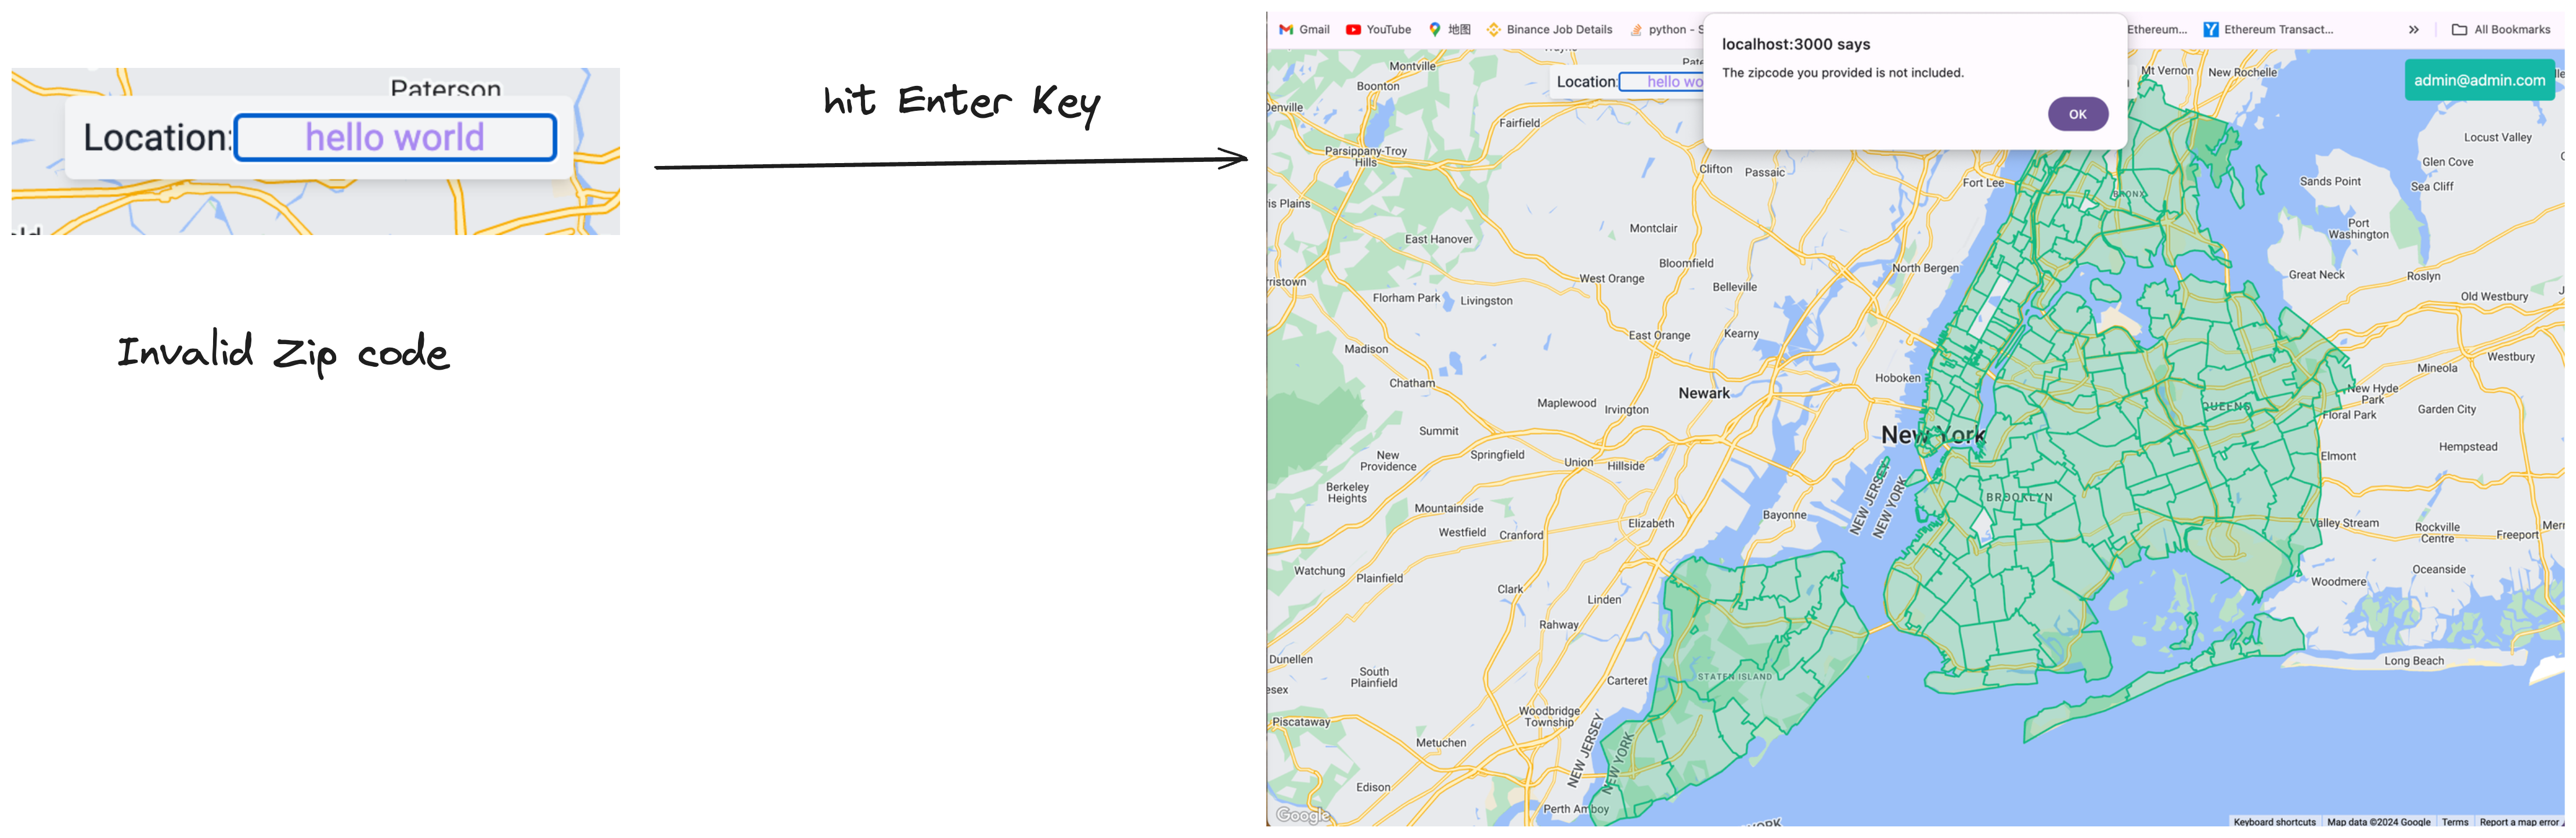 Paterson
Location:
hello world
hit Enter Key
Invalid Zip code
Gmail
YouTube
地图
Binance Job Details
python - S
Ethereum...
Ethereum Transact...
All Bookmarks
localhost:3000 says
The zipcode you provided is not included.
OK
Location:
hello wo
admin@admin.com
Montville
Boonton
Denville
Fairfield
Parsippany-Troy
Hills
Clifton
Passaic
Fort Lee
Mt Vernon
New Rochelle
Locust Valley
Glen Cove
Sea Cliff
Sands Point
Port
Washington
BRONX
is Plains
Montclair
East Hanover
Bloomfield
North Bergen
Great Neck
Roslyn
Old Westbury
West Orange
Belleville
rristown
Florham Park
Livingston
East Orange
Kearny
Madison
Westbury
Mineola
Chatham
Hoboken
New Hyde
Park
Newark
Maplewood
Irvington
QUEENS
Floral Park
Garden City
Summit
New York
Hempstead
New
Providence
Springfield
Union
Hillside
Elmont
Berkeley
Heights
NEW JERSEY
NEW YORK
BROOKLYN
Mountainside
Bayonne
Elizabeth
Westfield
Cranford
Valley Stream
Rockville
Centre
Freeport
Mer
Watchung
Plainfield
Oceanside
Woodmere
Clark
Linden
Rahway
Dunellen
South
Plainfield
Carteret
STATEN ISLAND
Long Beach
esex
Woodbridge
Township
Piscataway
Metuchen
NEW JERSEY
NEW YORK
Edison
Perth Amboy
Google
Keyboard shortcuts
Map data ©2024 Google
Terms
Report a map error